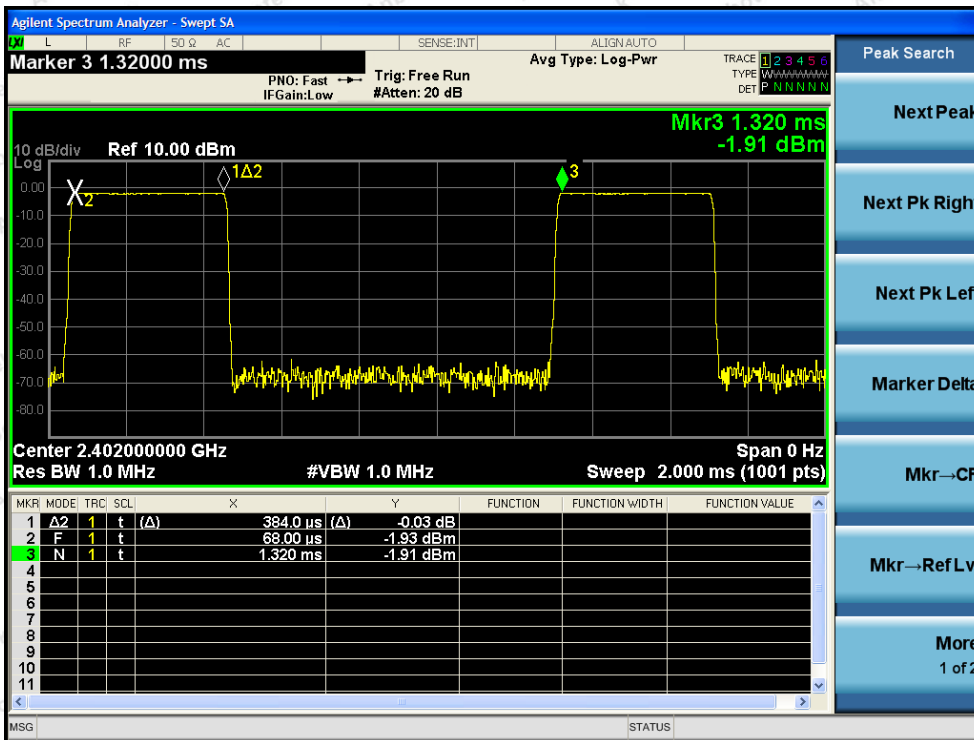 Agilent Spectrum Analyzer - Swept SA
LXI L RF 50 Ω AC SENSE:INT ALIGN AUTO
Marker 3 1.32000 ms
PNO: Fast
IFGain:Low
Trig: Free Run
#Atten: 20 dB
Avg Type: Log-Pwr
TRACE 1 2 3 4 5 6
TYPE W
DET P N N N N N
Mkr3 1.320 ms
-1.91 dBm
10 dB/div Ref 10.00 dBm
Log
1Δ2
3
X2
0.00
-10.0
-20.0
-30.0
-40.0
-50.0
-60.0
-70.0
-80.0
Center 2.402000000 GHz Span 0 Hz
Res BW 1.0 MHz #VBW 1.0 MHz Sweep 2.000 ms (1001 pts)
MKR MODE TRC SCL X Y FUNCTION FUNCTION WIDTH FUNCTION VALUE
1 Δ2 1 t (Δ) 384.0 µs (Δ) -0.03 dB
2 F 1 t 68.00 µs -1.93 dBm
3 N 1 t 1.320 ms -1.91 dBm
4
5
6
7
8
9
10
11
MSG STATUS
Peak Search
Next Peak
Next Pk Righ
Next Pk Lef
Marker Delta
Mkr→CF
Mkr→Ref Lv
More
1 of 2